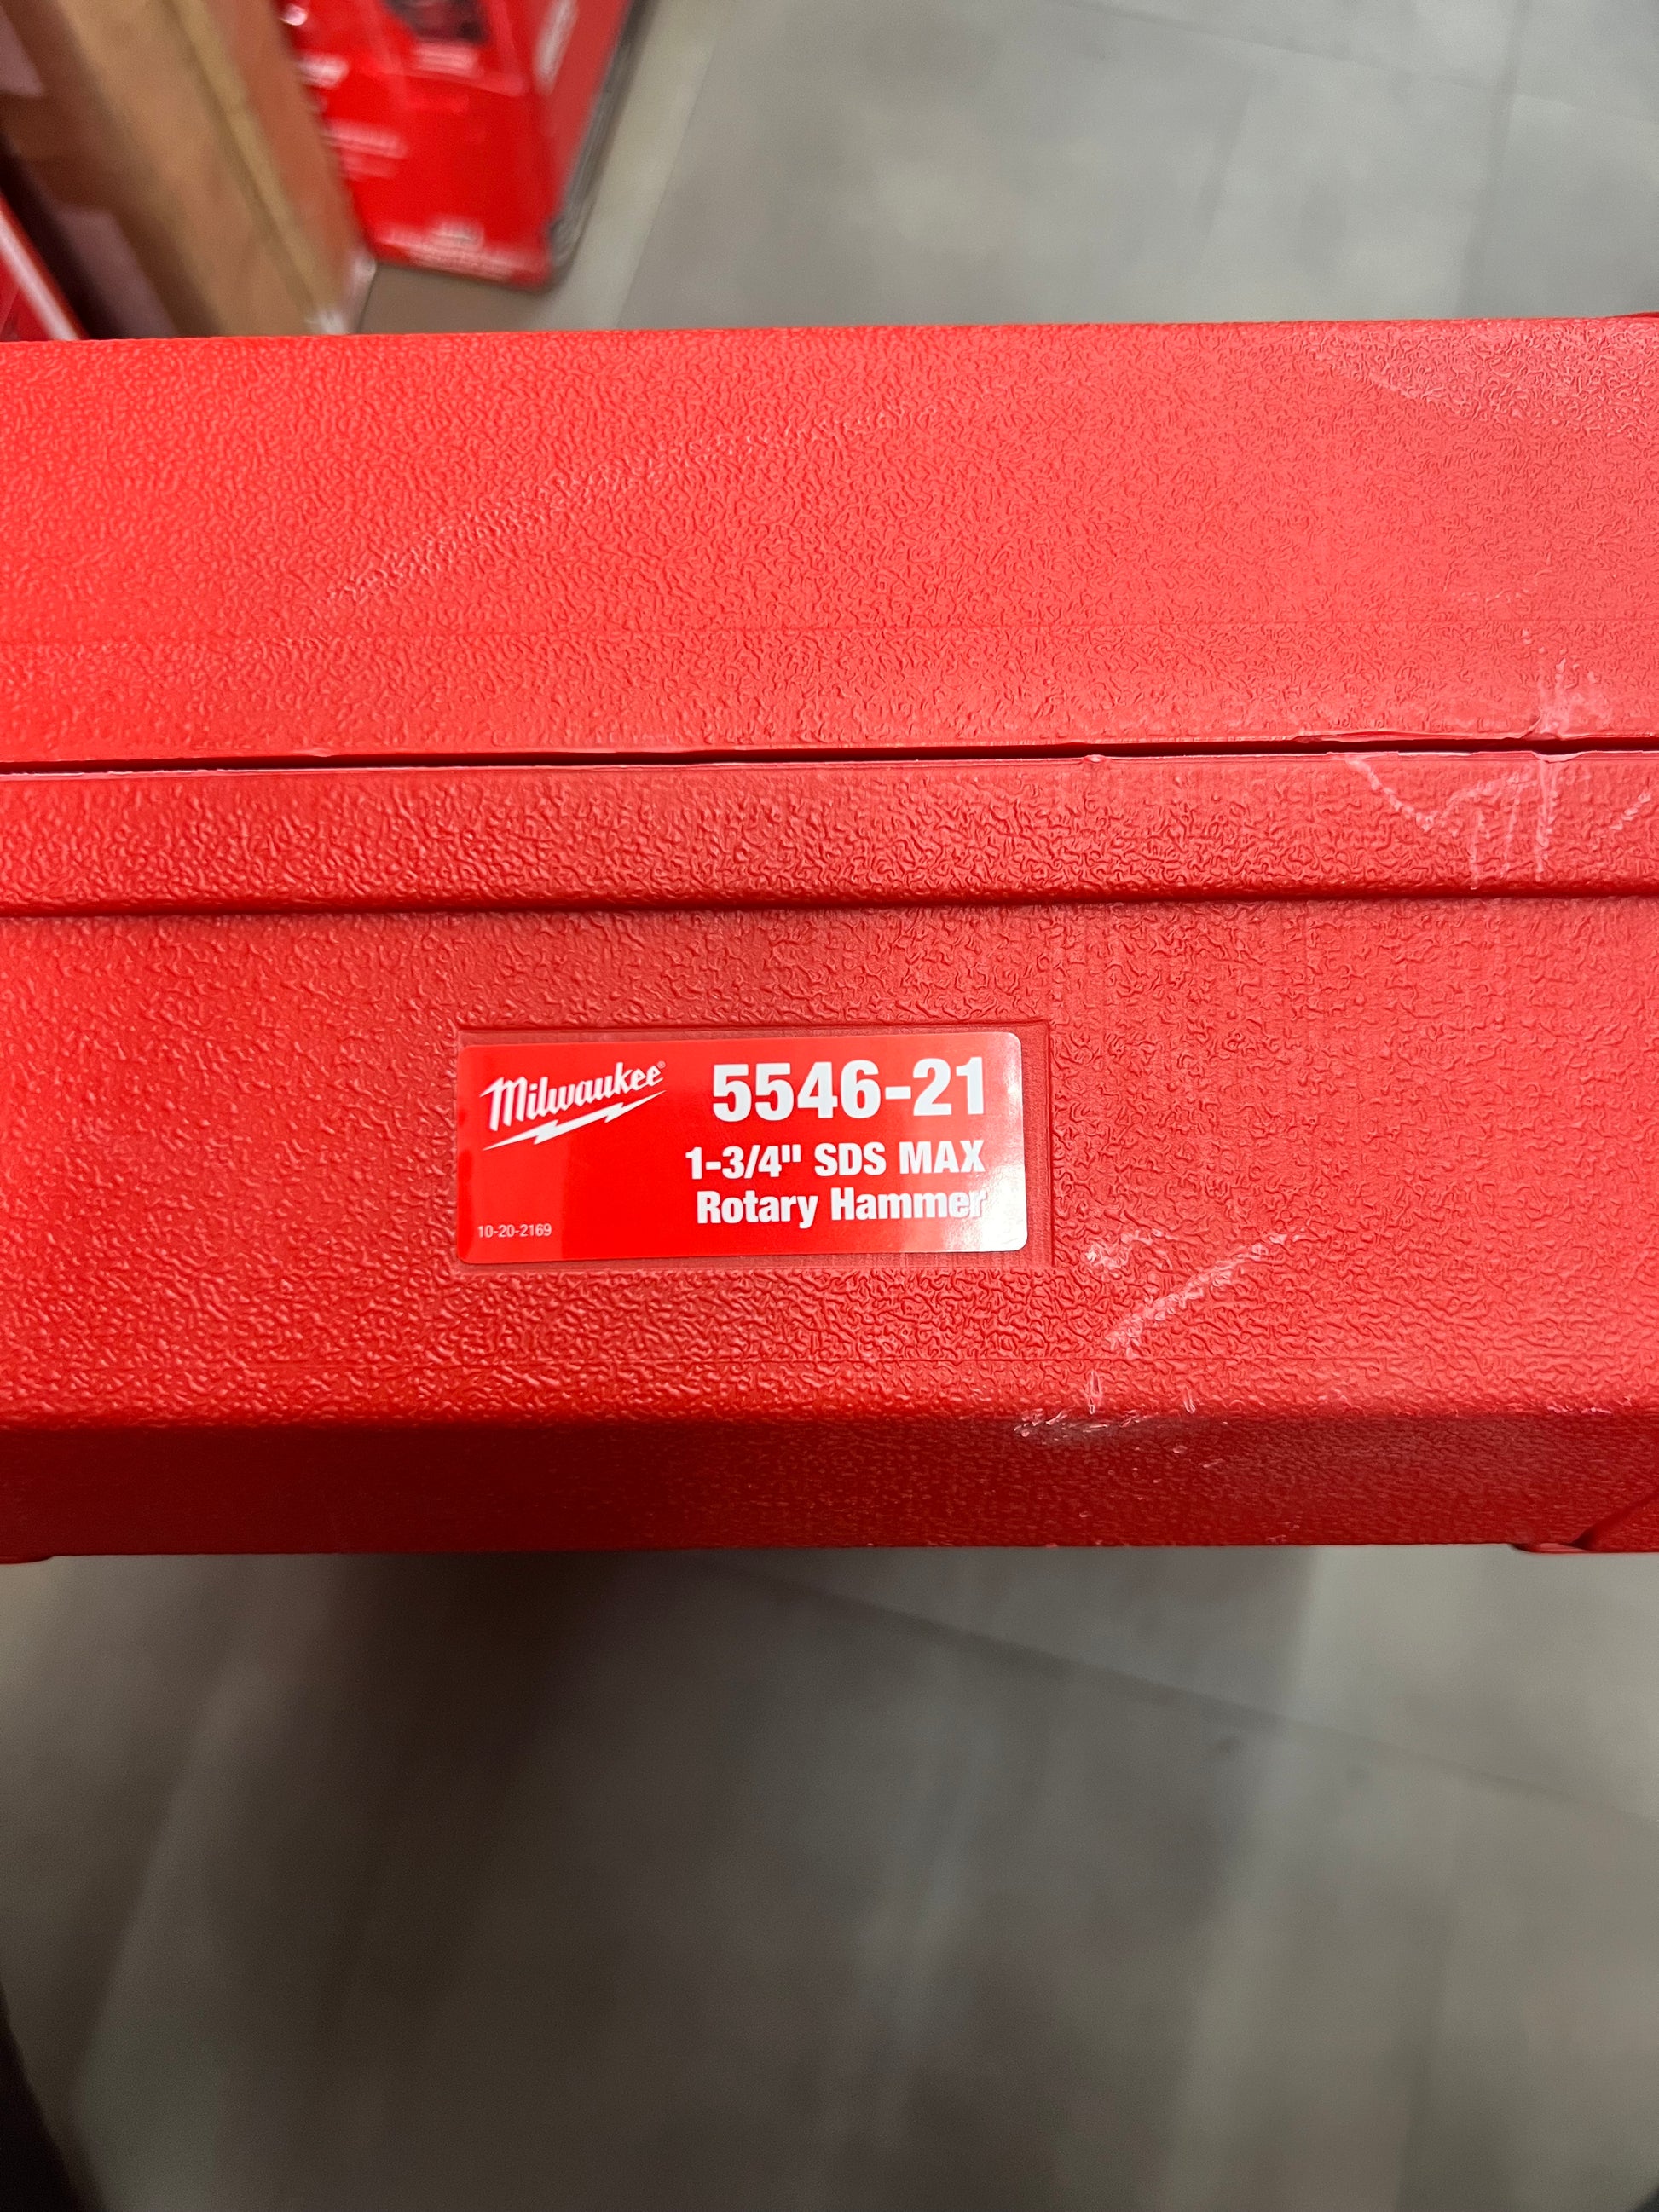 Milwaukee®
5546-21
1-3/4" SDS MAX
Rotary Hammer
10-20-2169